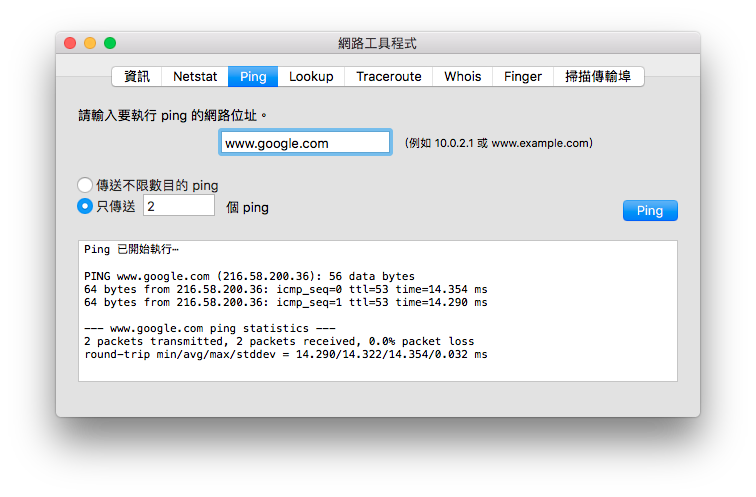 網路工具程式
資訊 Netstat Ping Lookup Traceroute Whois Finger 掃描傳輸埠
請輸入要執行 ping 的網路位址。
www.google.com (例如 10.0.2.1 或 www.example.com)
傳送不限數目的 ping
只傳送 2 個 ping
Ping
Ping 已開始執行⋯
PING www.google.com (216.58.200.36): 56 data bytes
64 bytes from 216.58.200.36: icmp_seq=0 ttl=53 time=14.354 ms
64 bytes from 216.58.200.36: icmp_seq=1 ttl=53 time=14.290 ms
--- www.google.com ping statistics ---
2 packets transmitted, 2 packets received, 0.0% packet loss
round-trip min/avg/max/stddev = 14.290/14.322/14.354/0.032 ms